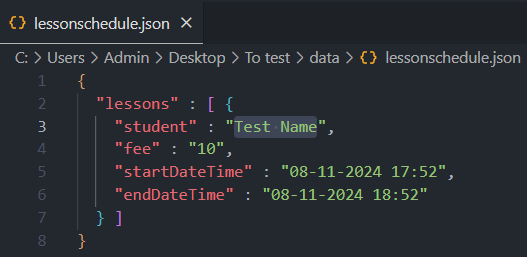 lessonschedule.json
C: > Users > Admin > Desktop > To test > data > lessonschedule.json
1 {
2 "lessons" : [ {
3 "student" : "Test Name",
4 "fee" : "10",
5 "startDateTime" : "08-11-2024 17:52",
6 "endDateTime" : "08-11-2024 18:52"
7 } ]
8 }